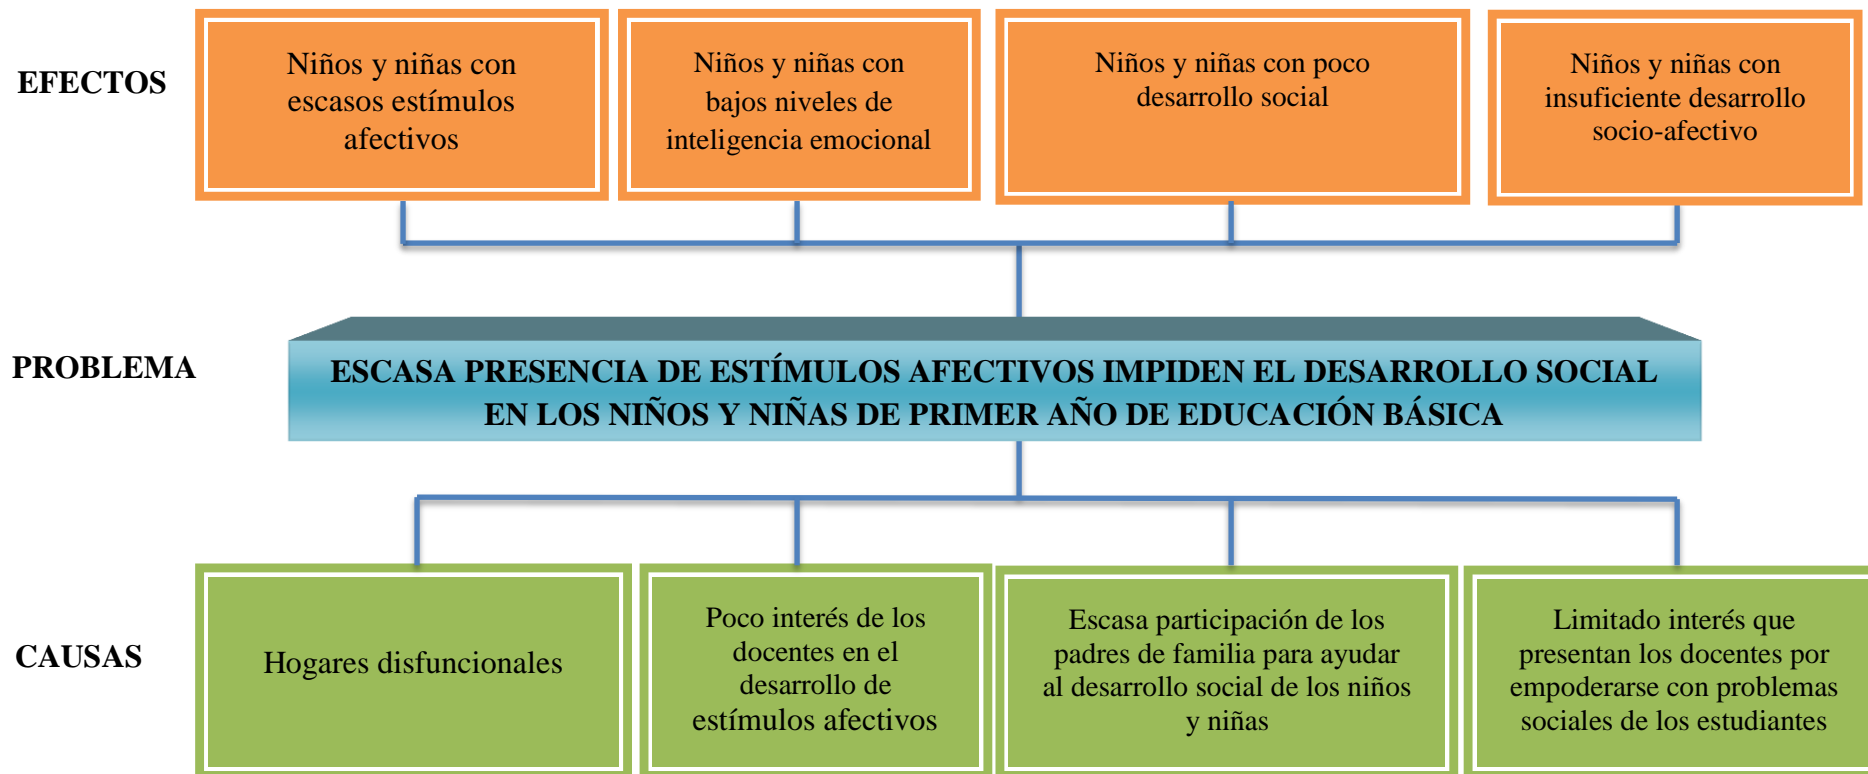 EFECTOS
Niños y niñas con
escasos estímulos
afectivos
Niños y niñas con
bajos niveles de
inteligencia emocional
Niños y niñas con poco
desarrollo social
Niños y niñas con
insuficiente desarrollo
socio-afectivo
PROBLEMA
ESCASA PRESENCIA DE ESTÍMULOS AFECTIVOS IMPIDEN EL DESARROLLO SOCIAL
EN LOS NIÑOS Y NIÑAS DE PRIMER AÑO DE EDUCACIÓN BÁSICA
CAUSAS
Hogares disfuncionales
Poco interés de los
docentes en el
desarrollo de
estímulos afectivos
Escasa participación de los
padres de familia para ayudar
al desarrollo social de los niños
y niñas
Limitado interés que
presentan los docentes por
empoderarse con problemas
sociales de los estudiantes